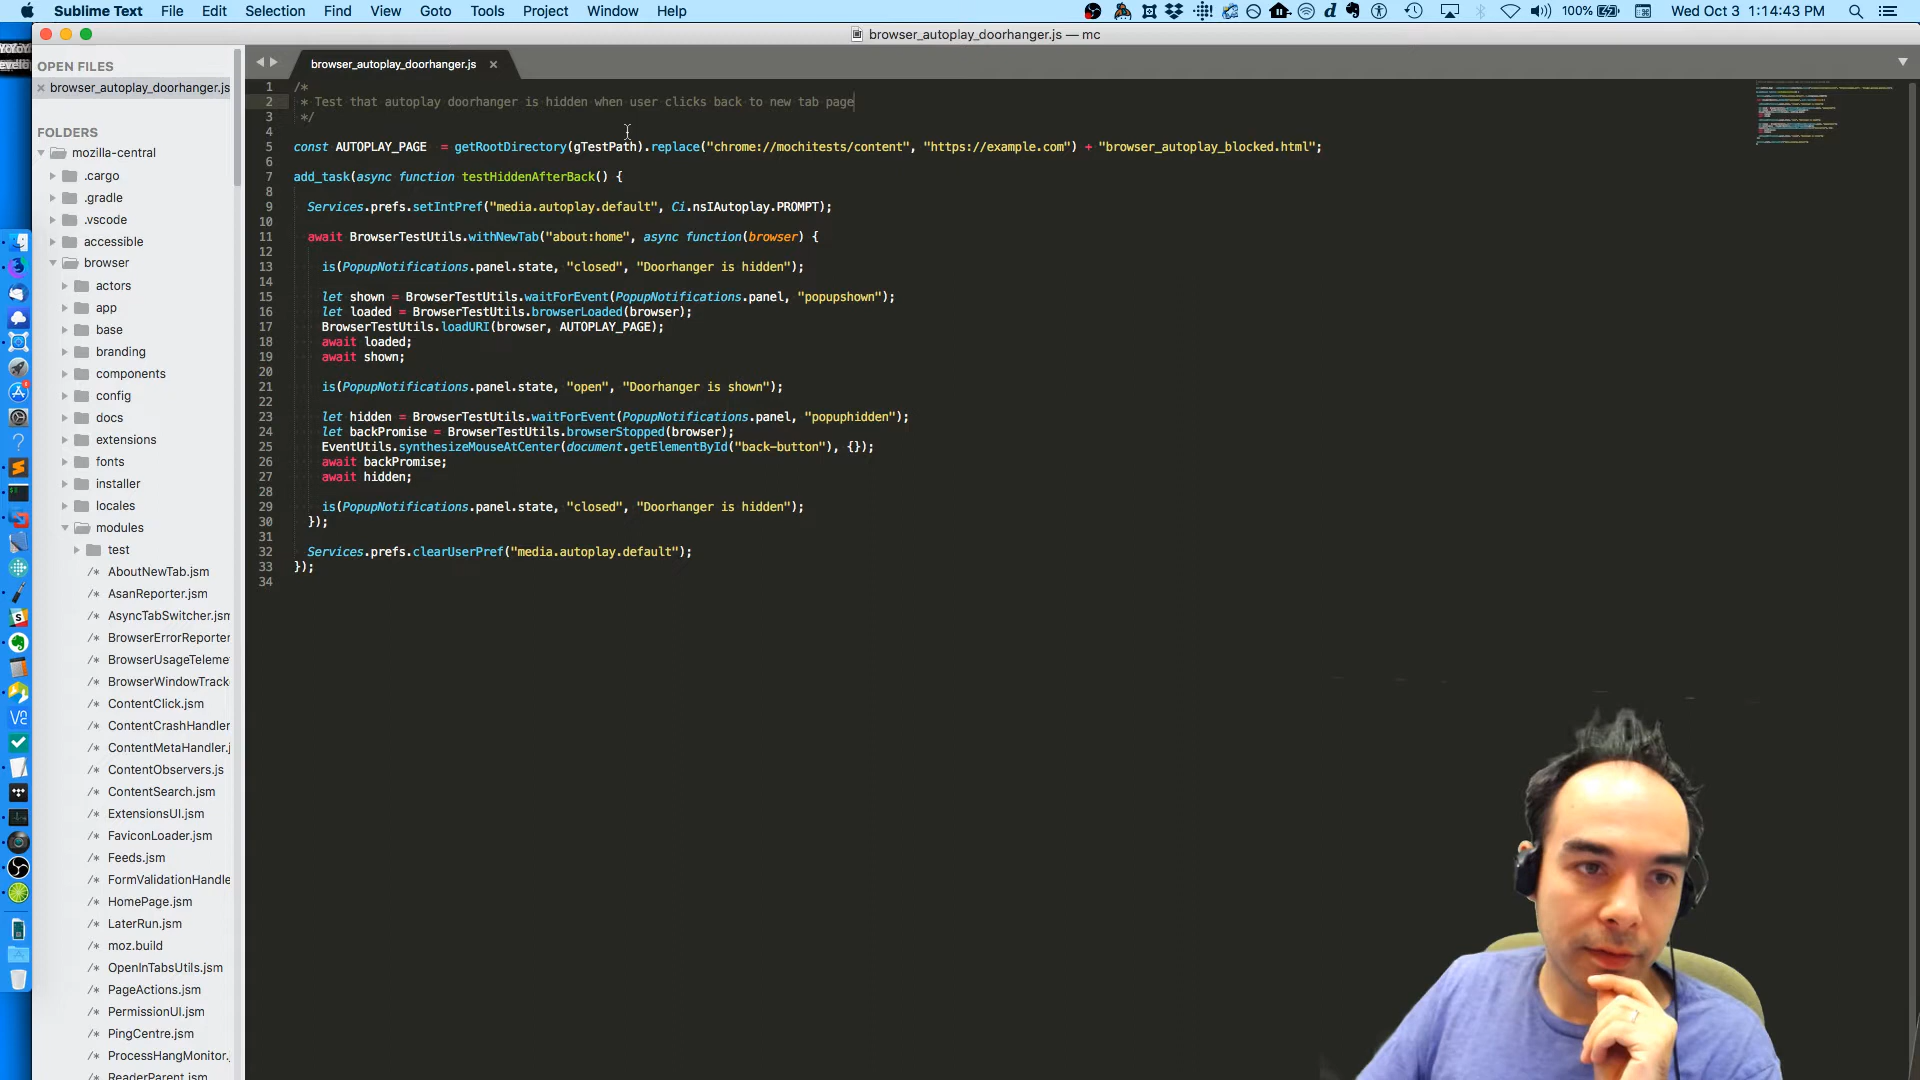 Sublime Text File Edit Selection Find View Goto Tools Project Window Help 100% Wed Oct 3 1:14:43 PM
browser_autoplay_doorhanger.js — mc
OPEN FILES
browser_autoplay_doorhanger.js
FOLDERS
mozilla-central
.cargo
.gradle
.vscode
accessible
browser
actors
app
base
branding
components
config
docs
extensions
fonts
installer
locales
modules
test
/* AboutNewTab.jsm
/* AsanReporter.jsm
/* AsyncTabSwitcher.jsm
/* BrowserErrorReporter
/* BrowserUsageTeleme
/* BrowserWindowTrack
/* ContentClick.jsm
/* ContentCrashHandler
/* ContentMetaHandler.j
/* ContentObservers.js
/* ContentSearch.jsm
/* ExtensionsUI.jsm
/* FaviconLoader.jsm
/* Feeds.jsm
/* FormValidationHandle
/* HomePage.jsm
/* LaterRun.jsm
/* moz.build
/* OpenInTabsUtils.jsm
/* PageActions.jsm
/* PermissionUI.jsm
/* PingCentre.jsm
/* ProcessHangMonitor.
/* ReaderParent.jsm
browser_autoplay_doorhanger.js
1 /*
2 * Test that autoplay doorhanger is hidden when user clicks back to new tab page
3 */
4
5 const AUTOPLAY_PAGE  = getRootDirectory(gTestPath).replace("chrome://mochitests/content", "https://example.com") + "browser_autoplay_blocked.html";
6
7 add_task(async function testHiddenAfterBack() {
8
9 Services.prefs.setIntPref("media.autoplay.default", Ci.nsIAutoplay.PROMPT);
10
11 await BrowserTestUtils.withNewTab("about:home", async function(browser) {
12
13 is(PopupNotifications.panel.state, "closed", "Doorhanger is hidden");
14
15 let shown = BrowserTestUtils.waitForEvent(PopupNotifications.panel, "popupshown");
16 let loaded = BrowserTestUtils.browserLoaded(browser);
17 BrowserTestUtils.loadURI(browser, AUTOPLAY_PAGE);
18 await loaded;
19 await shown;
20
21 is(PopupNotifications.panel.state, "open", "Doorhanger is shown");
22
23 let hidden = BrowserTestUtils.waitForEvent(PopupNotifications.panel, "popuphidden");
24 let backPromise = BrowserTestUtils.browserStopped(browser);
25 EventUtils.synthesizeMouseAtCenter(document.getElementById("back-button"), {});
26 await backPromise;
27 await hidden;
28
29 is(PopupNotifications.panel.state, "closed", "Doorhanger is hidden");
30 });
31
32 Services.prefs.clearUserPref("media.autoplay.default");
33 });
34